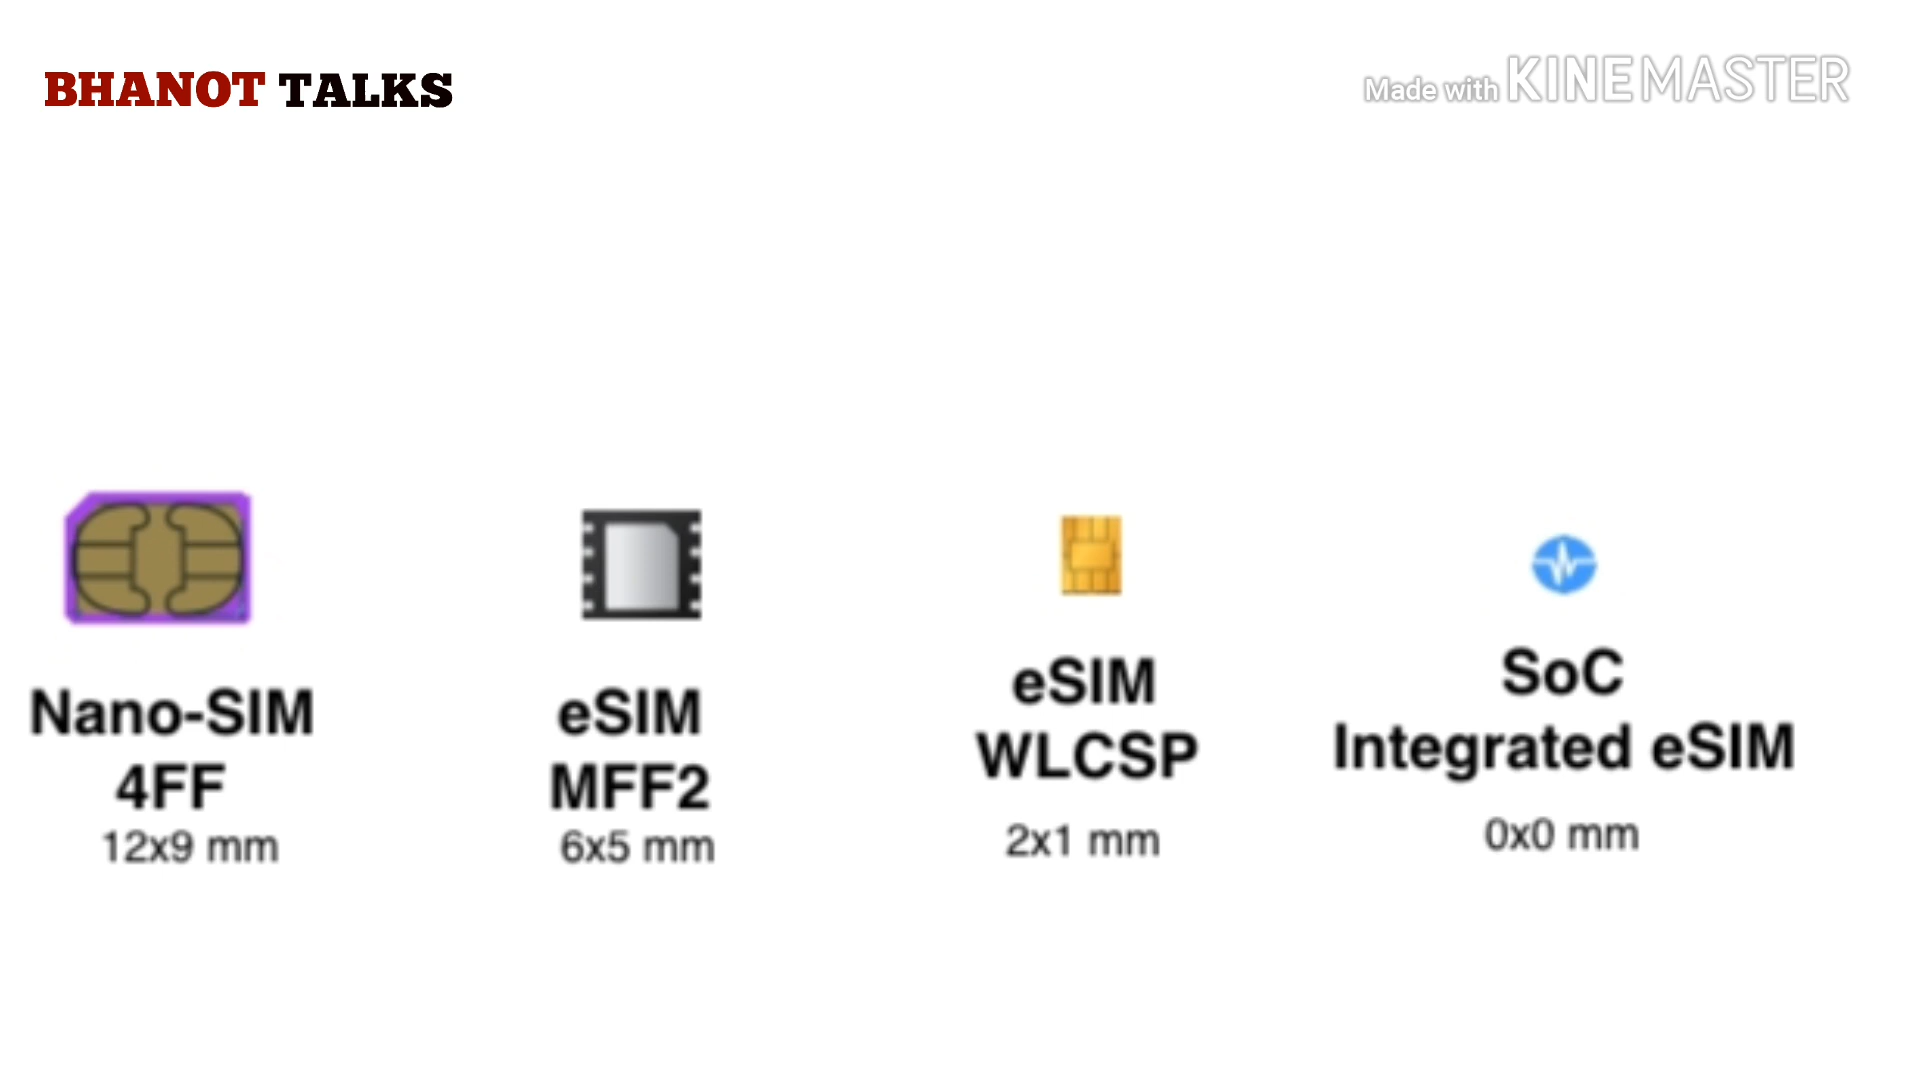 BHANOT TALKS
Made with KINEMASTER
Nano-SIM
4FF
12x9 mm
eSIM
MFF2
6x5 mm
eSIM
WLCSP
2x1 mm
SoC
Integrated eSIM
0x0 mm